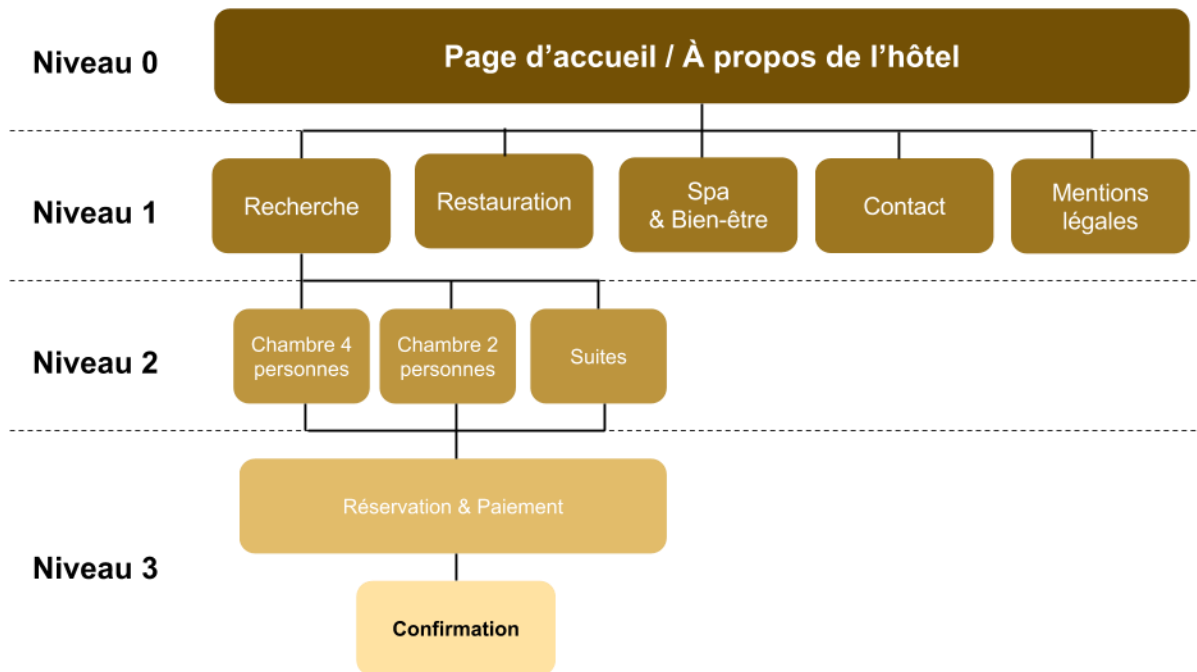 Niveau 0
Page d’accueil / À propos de l’hôtel
Niveau 1
Recherche
Restauration
Spa
& Bien-être
Contact
Mentions
légales
Niveau 2
Chambre 4
personnes
Chambre 2
personnes
Suites
Niveau 3
Réservation & Paiement
Confirmation